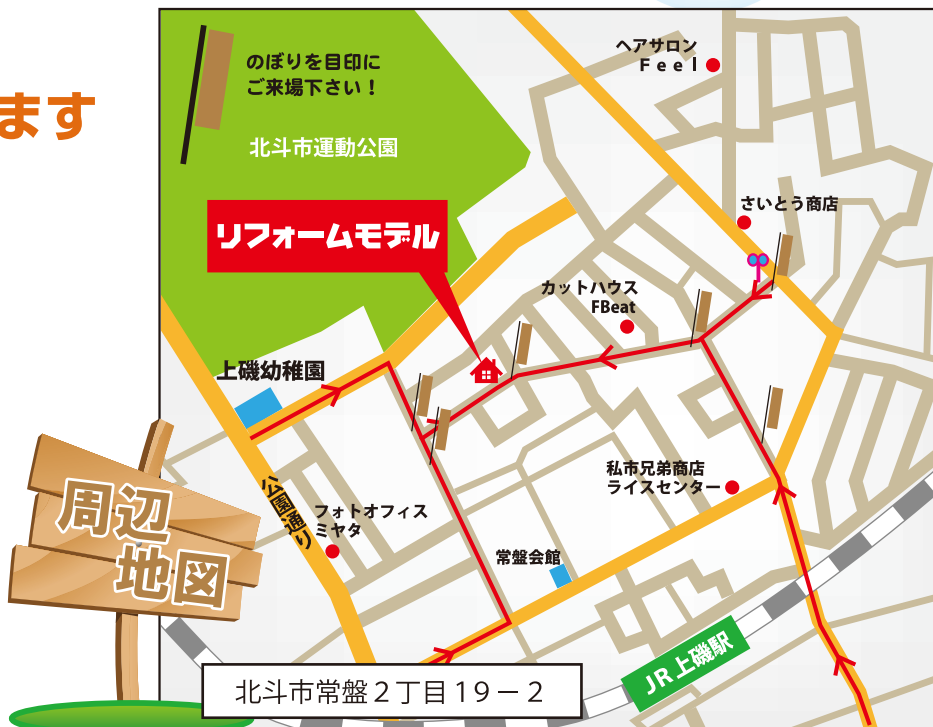 ます
のぼりを目印に
ご来場下さい！
北斗市運動公園
リフォームモデル
ヘアサロン
Ｆｅｅｌ
さいとう商店
カットハウス
FBeat
上磯幼稚園
公園通り
フォトオフィス
ミヤタ
私市兄弟商店
ライスセンター
常盤会館
周辺
地図
JR上磯駅
北斗市常盤２丁目19－２